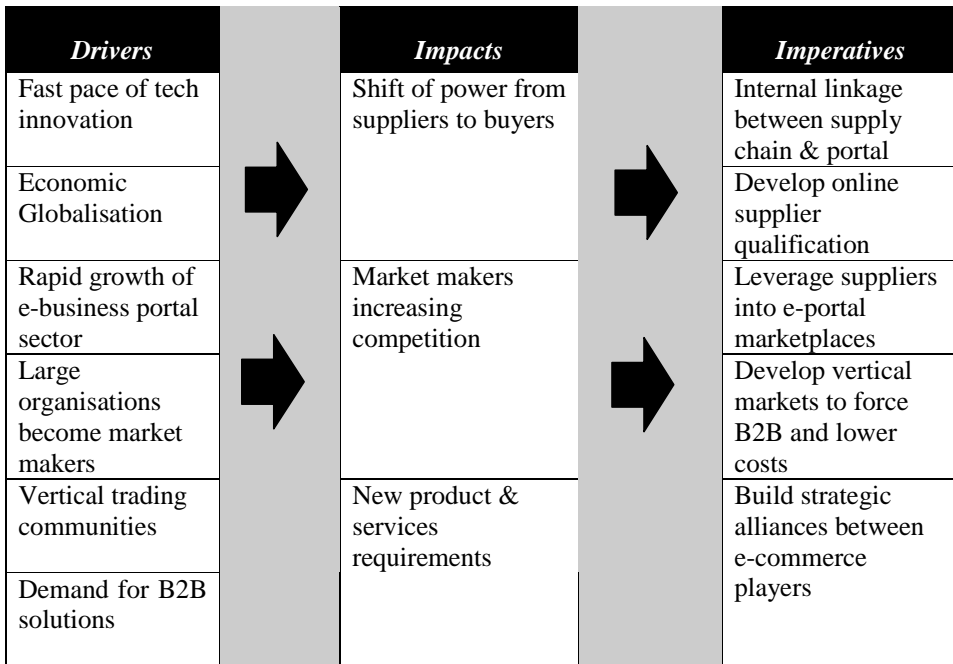 Drivers
Fast pace of tech
innovation
Economic
Globalisation
Rapid growth of
e-business portal
sector
Large
organisations
become market
makers
Vertical trading
communities
Demand for B2B
solutions
Impacts
Shift of power from
suppliers to buyers
Market makers
increasing
competition
New product &
services
requirements
Imperatives
Internal linkage
between supply
chain & portal
Develop online
supplier
qualification
Leverage suppliers
into e-portal
marketplaces
Develop vertical
markets to force
B2B and lower
costs
Build strategic
alliances between
e-commerce
players